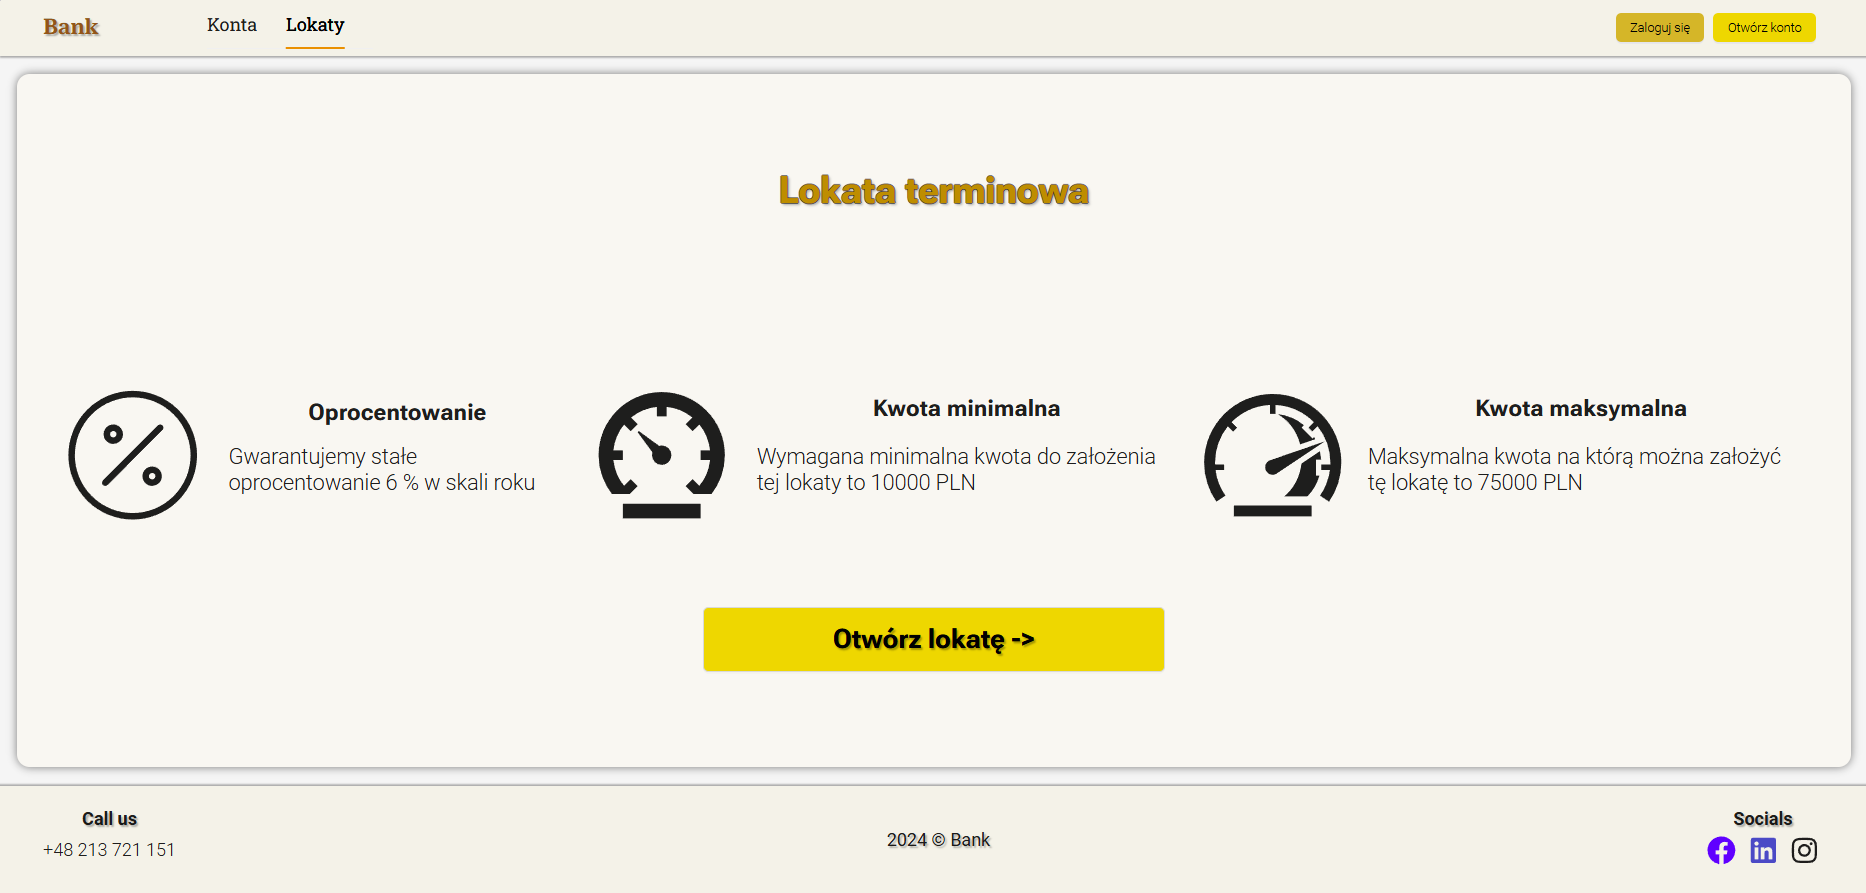 Bank
Konta
Lokaty
Zaloguj się
Otwórz konto
Lokata terminowa
Oprocentowanie
Gwarantujemy stałe
oprocentowanie 6 % w skali roku
Kwota minimalna
Wymagana minimalna kwota do założenia
tej lokaty to 10000 PLN
Kwota maksymalna
Maksymalna kwota na którą można założyć
tę lokatę to 75000 PLN
Otwórz lokatę ->
Call us
+48 213 721 151
2024 © Bank
Socials